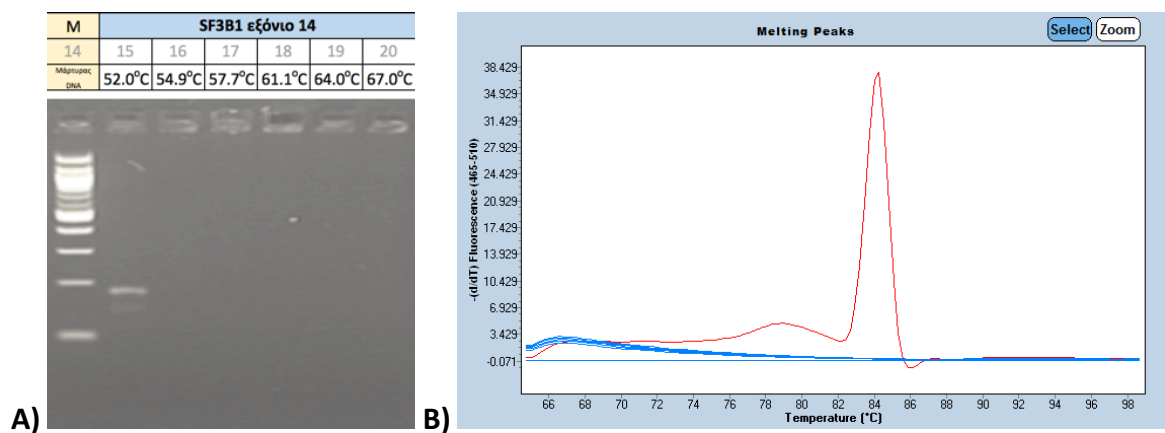 M SF3B1 εξόνιο 14
14 15 16 17 18 19 20
Μάρτυρας DNA 52.0°C 54.9°C 57.7°C 61.1°C 64.0°C 67.0°C
A)
Melting Peaks
Select Zoom
-(d/dT) Fluorescence (465-510)
38.429
34.929
31.429
27.929
24.429
20.929
17.429
13.929
10.429
6.929
3.429
-0.071
66 68 70 72 74 76 78 80 82 84 86 88 90 92 94 96 98
Temperature (°C)
B)